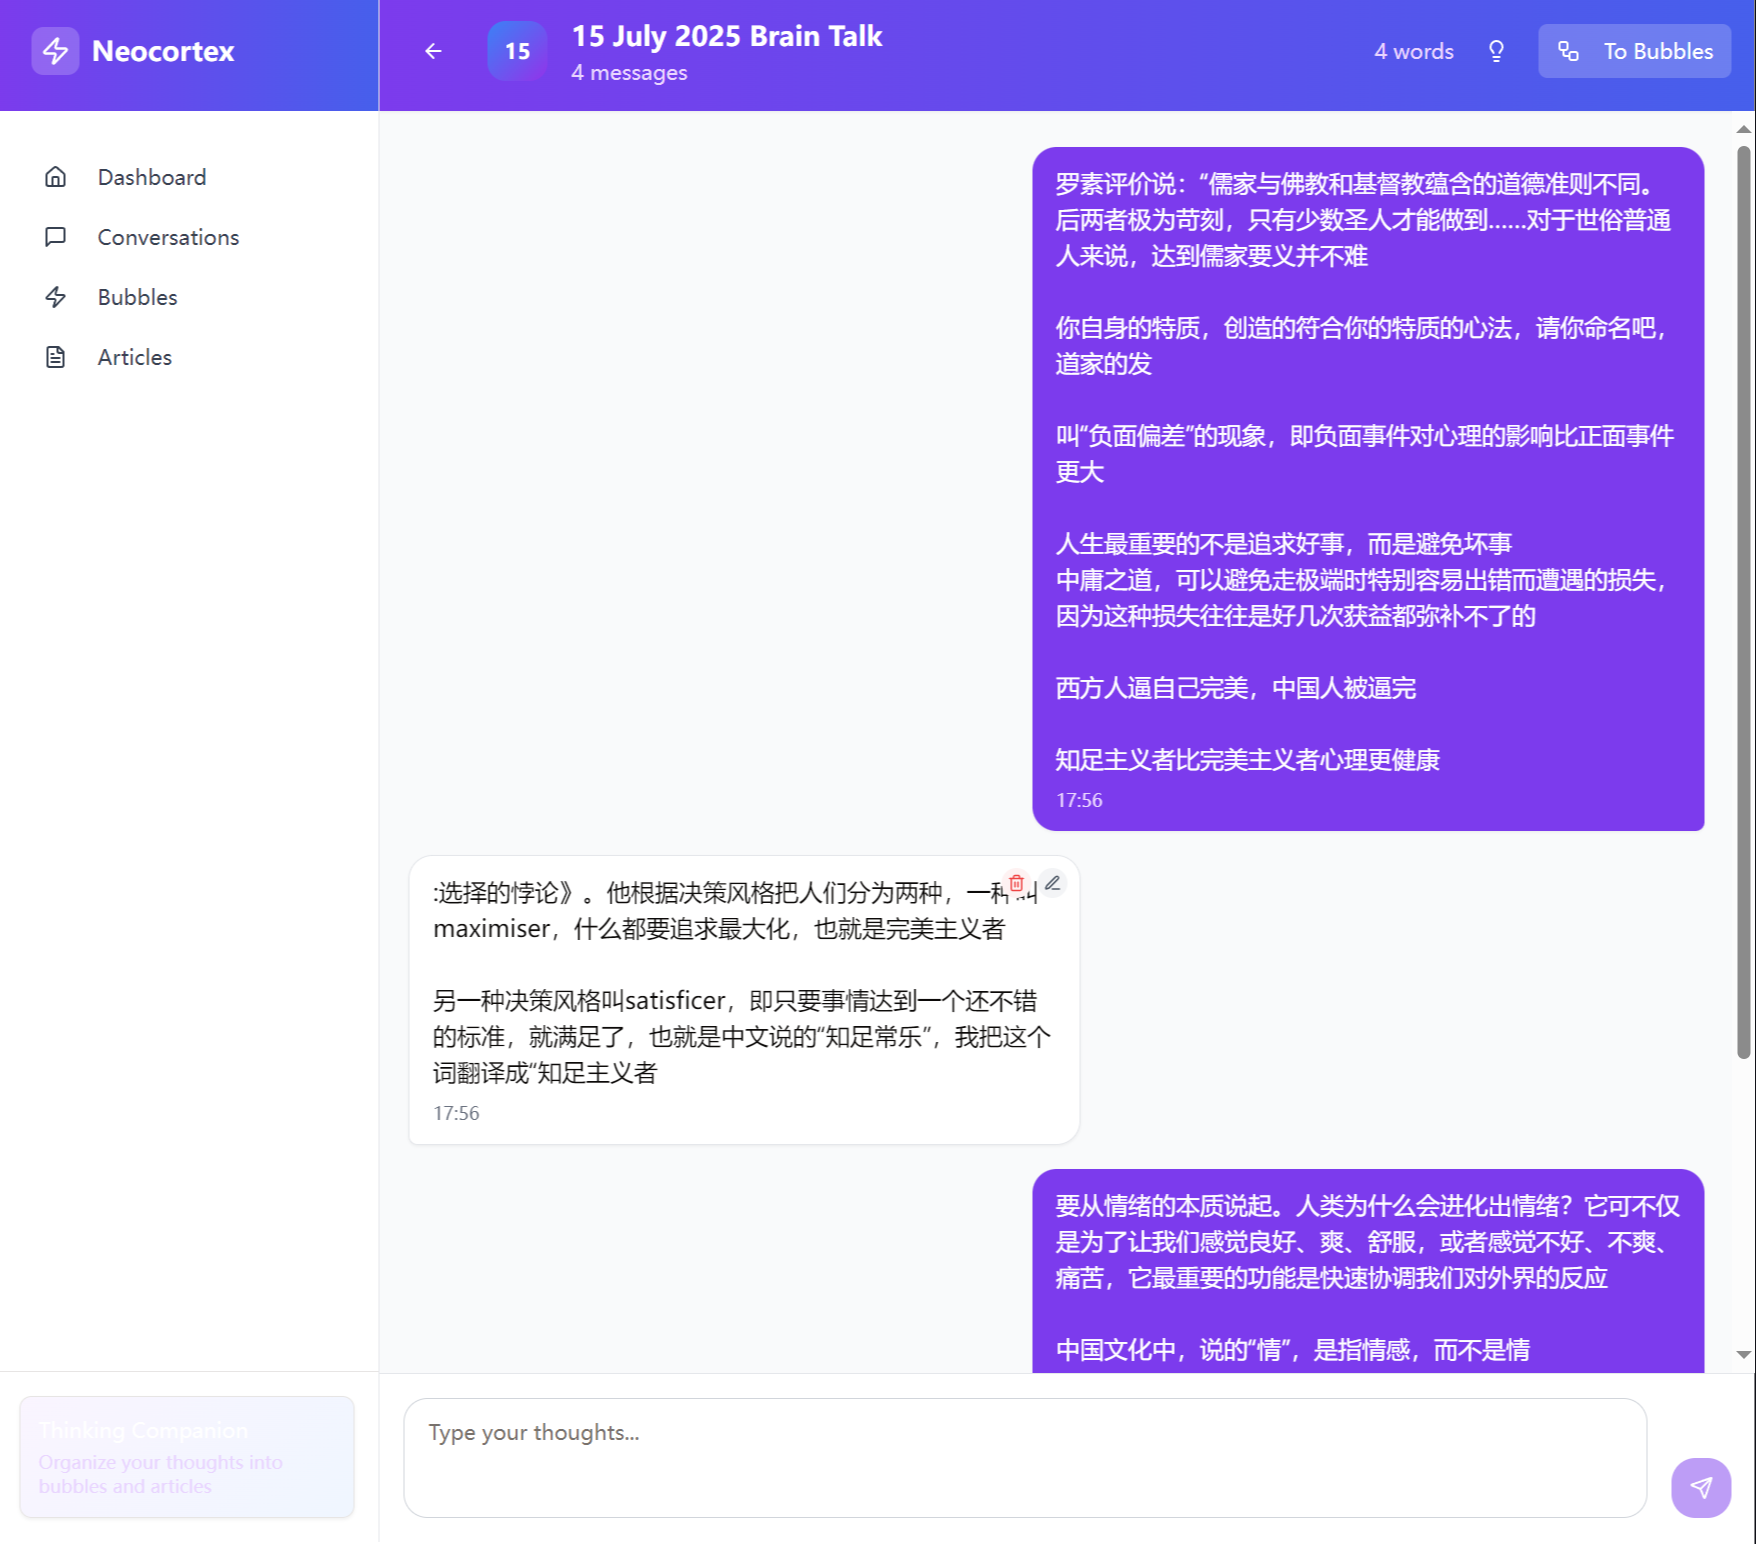 Neocortex
15
15 July 2025 Brain Talk
4 messages
4 words
To Bubbles
Dashboard
Conversations
Bubbles
Articles
罗素评价说：“儒家与佛教和基督教蕴含的道德准则不同。
后两者极为苛刻，只有少数圣人才能做到……对于世俗普通
人来说，达到儒家要义并不难
你自身的特质，创造的符合你的特质的心法，请你命名吧，
道家的发
叫“负面偏差”的现象，即负面事件对心理的影响比正面事件
更大
人生最重要的不是追求好事，而是避免坏事
中庸之道，可以避免走极端时特别容易出错而遭遇的损失，
因为这种损失往往是好几次获益都弥补不了的
西方人逼自己完美，中国人被逼完
知足主义者比完美主义者心理更健康
17:56
:选择的悖论》。他根据决策风格把人们分为两种，一种叫
maximiser，什么都要追求最大化，也就是完美主义者
另一种决策风格叫satisficer，即只要事情达到一个还不错
的标准，就满足了，也就是中文说的“知足常乐”，我把这个
词翻译成“知足主义者
17:56
要从情绪的本质说起。人类为什么会进化出情绪？它可不仅
是为了让我们感觉良好、爽、舒服，或者感觉不好、不爽、
痛苦，它最重要的功能是快速协调我们对外界的反应
中国文化中，说的“情”，是指情感，而不是情
Thinking Companion
Organize your thoughts into
bubbles and articles
Type your thoughts...